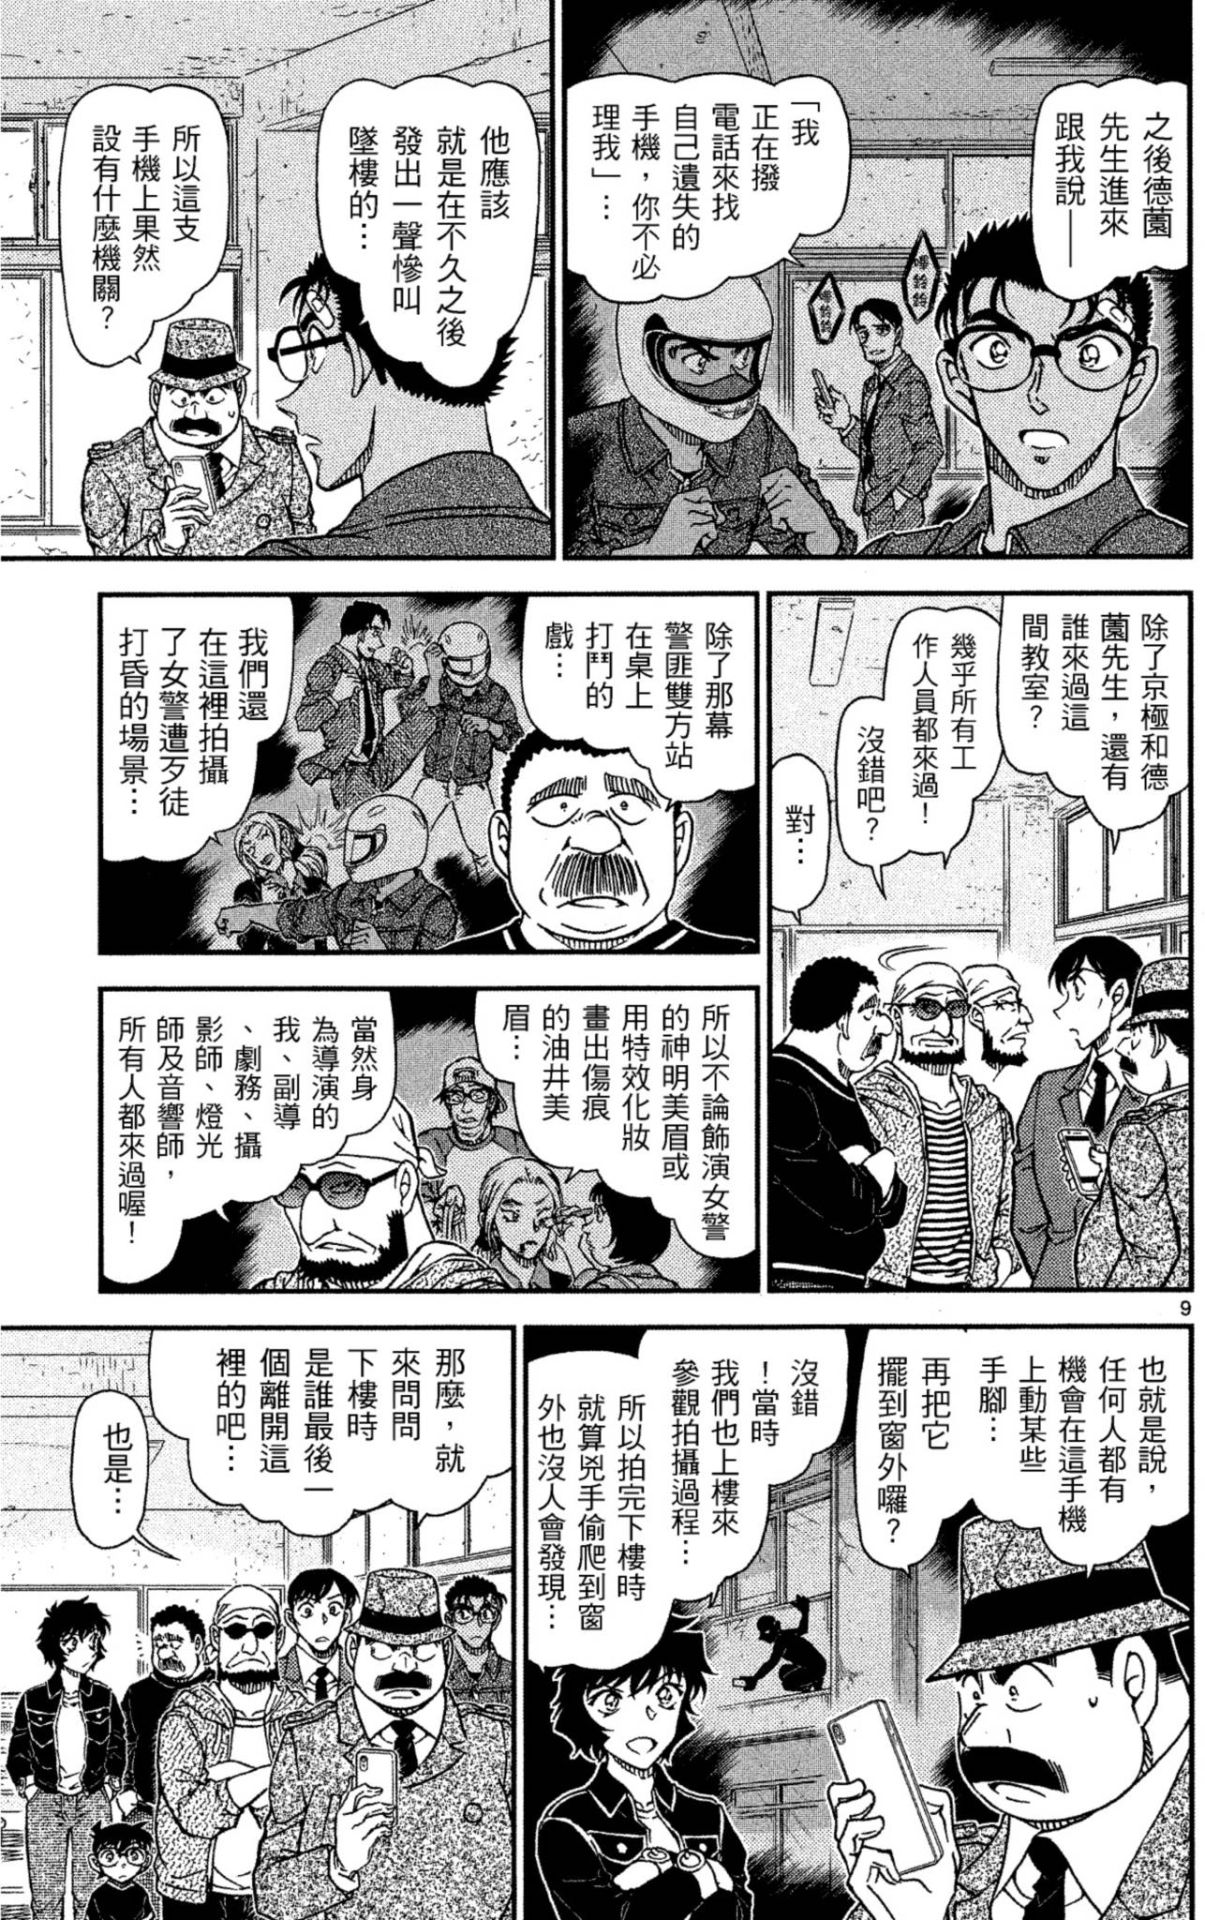 之後德薗
先生進來
跟我說──
「我
正在撥
電話來找
自己遺失的
手機，你不必
理我」…
嗶鈴鈴
嗶鈴鈴
他應該
就是在不久之後
發出一聲慘叫
墜樓的…
所以這支
手機上果然
設有什麼機關？
除了京極和德
薗先生，還有
誰來過這
間教室？
幾乎所有工
作人員都來過！
沒錯吧？
對…
除了那幕
警匪雙方站
在桌上
打鬥的
戲…
我們還
在這裡拍攝
了女警遭歹徒
打昏的場景…
所以不論飾演女警
的神明美眉或
用特效化妝
畫出傷痕
的油井美
眉…
當然身
為導演的
我、副導
、劇務、攝
影師、燈光
師及音響師，
所有人都來過喔！
9
也就是說，
任何人都有
機會在這手機
上動某些
手腳…
再把它
擺到窗外囉？
沒錯
！當時
我們也上樓來
參觀拍攝過程…
所以拍完下樓時
就算兇手偷爬到窗
外也沒人會發現…
那麼，就
來問問
下樓時
是誰最後一
個離開這
裡的吧…
也是…